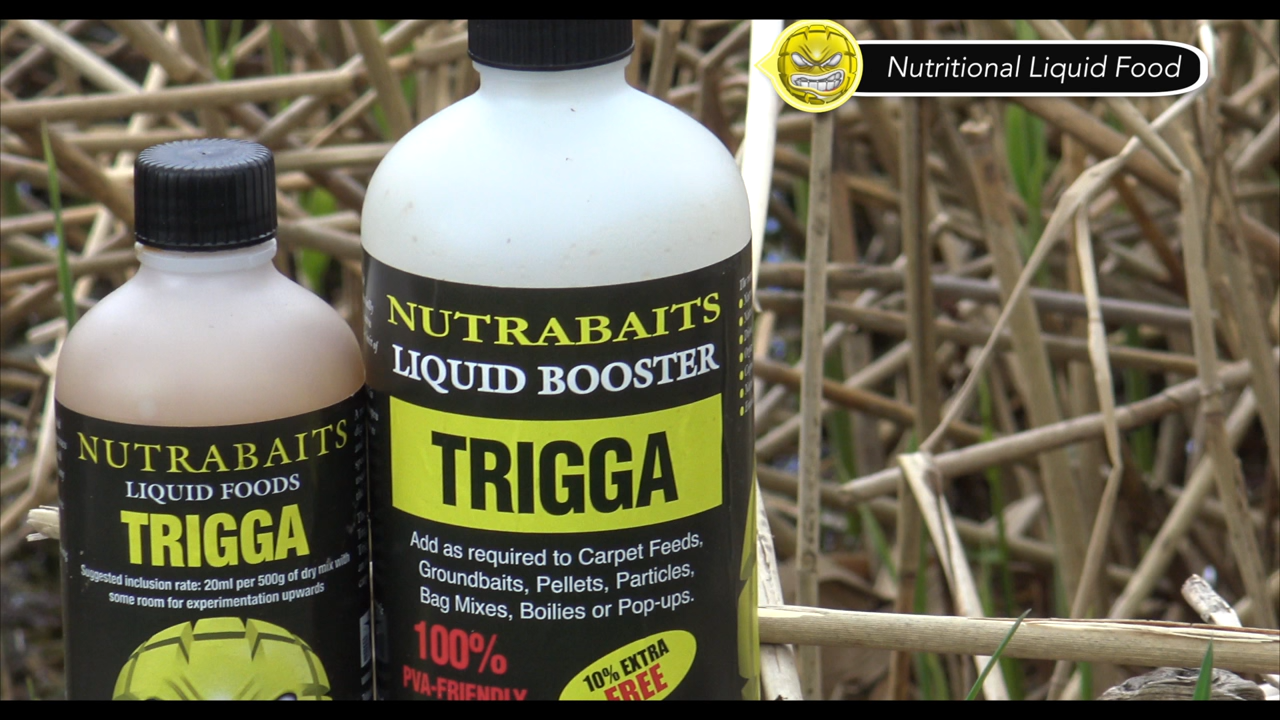 Nutritional Liquid Food
NUTRABAITS
LIQUID BOOSTER
TRIGGA
Add as required to Carpet Feeds,
Groundbaits, Pellets, Particles,
Bag Mixes, Boilies or Pop-ups.
100%
PVA-FRIENDLY
10% EXTRA
FREE
NUTRABAITS
LIQUID FOODS
TRIGGA
Suggested inclusion rate: 20ml per 500g of dry mix with
some room for experimentation upwards